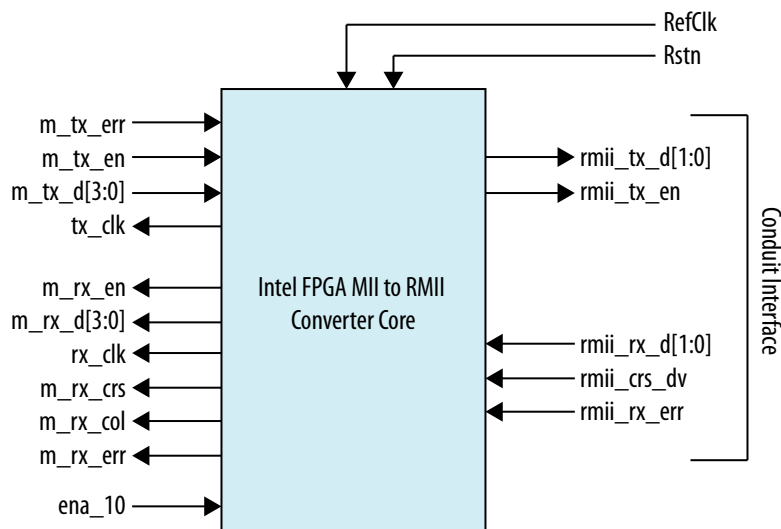 RefClk
Rstn
m_tx_err
m_tx_en
m_tx_d[3:0]
tx_clk
m_rx_en
m_rx_d[3:0]
rx_clk
m_rx_crs
m_rx_col
m_rx_err
ena_10
Intel FPGA MII to RMII
Converter Core
rmii_tx_d[1:0]
rmii_tx_en
rmii_rx_d[1:0]
rmii_crs_dv
rmii_rx_err
Conduit Interface